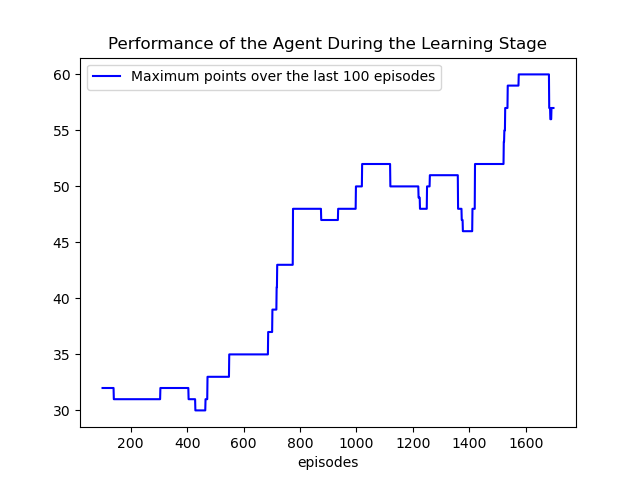 Performance of the Agent During the Learning Stage
Maximum points over the last 100 episodes
60
55
50
45
40
35
30
200 400 600 800 1000 1200 1400 1600
episodes